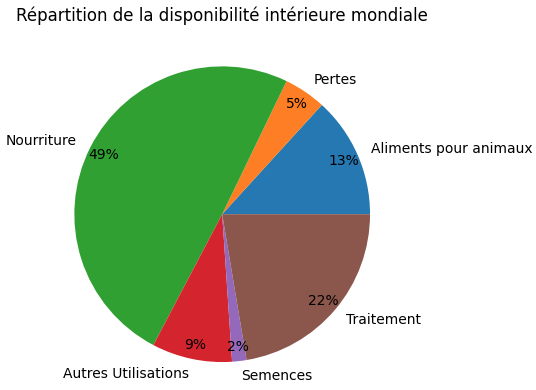 Répartition de la disponibilité intérieure mondiale
Pertes
5%
Aliments pour animaux
13%
Nourriture
49%
22%
Traitement
9%
2%
Autres Utilisations
Semences